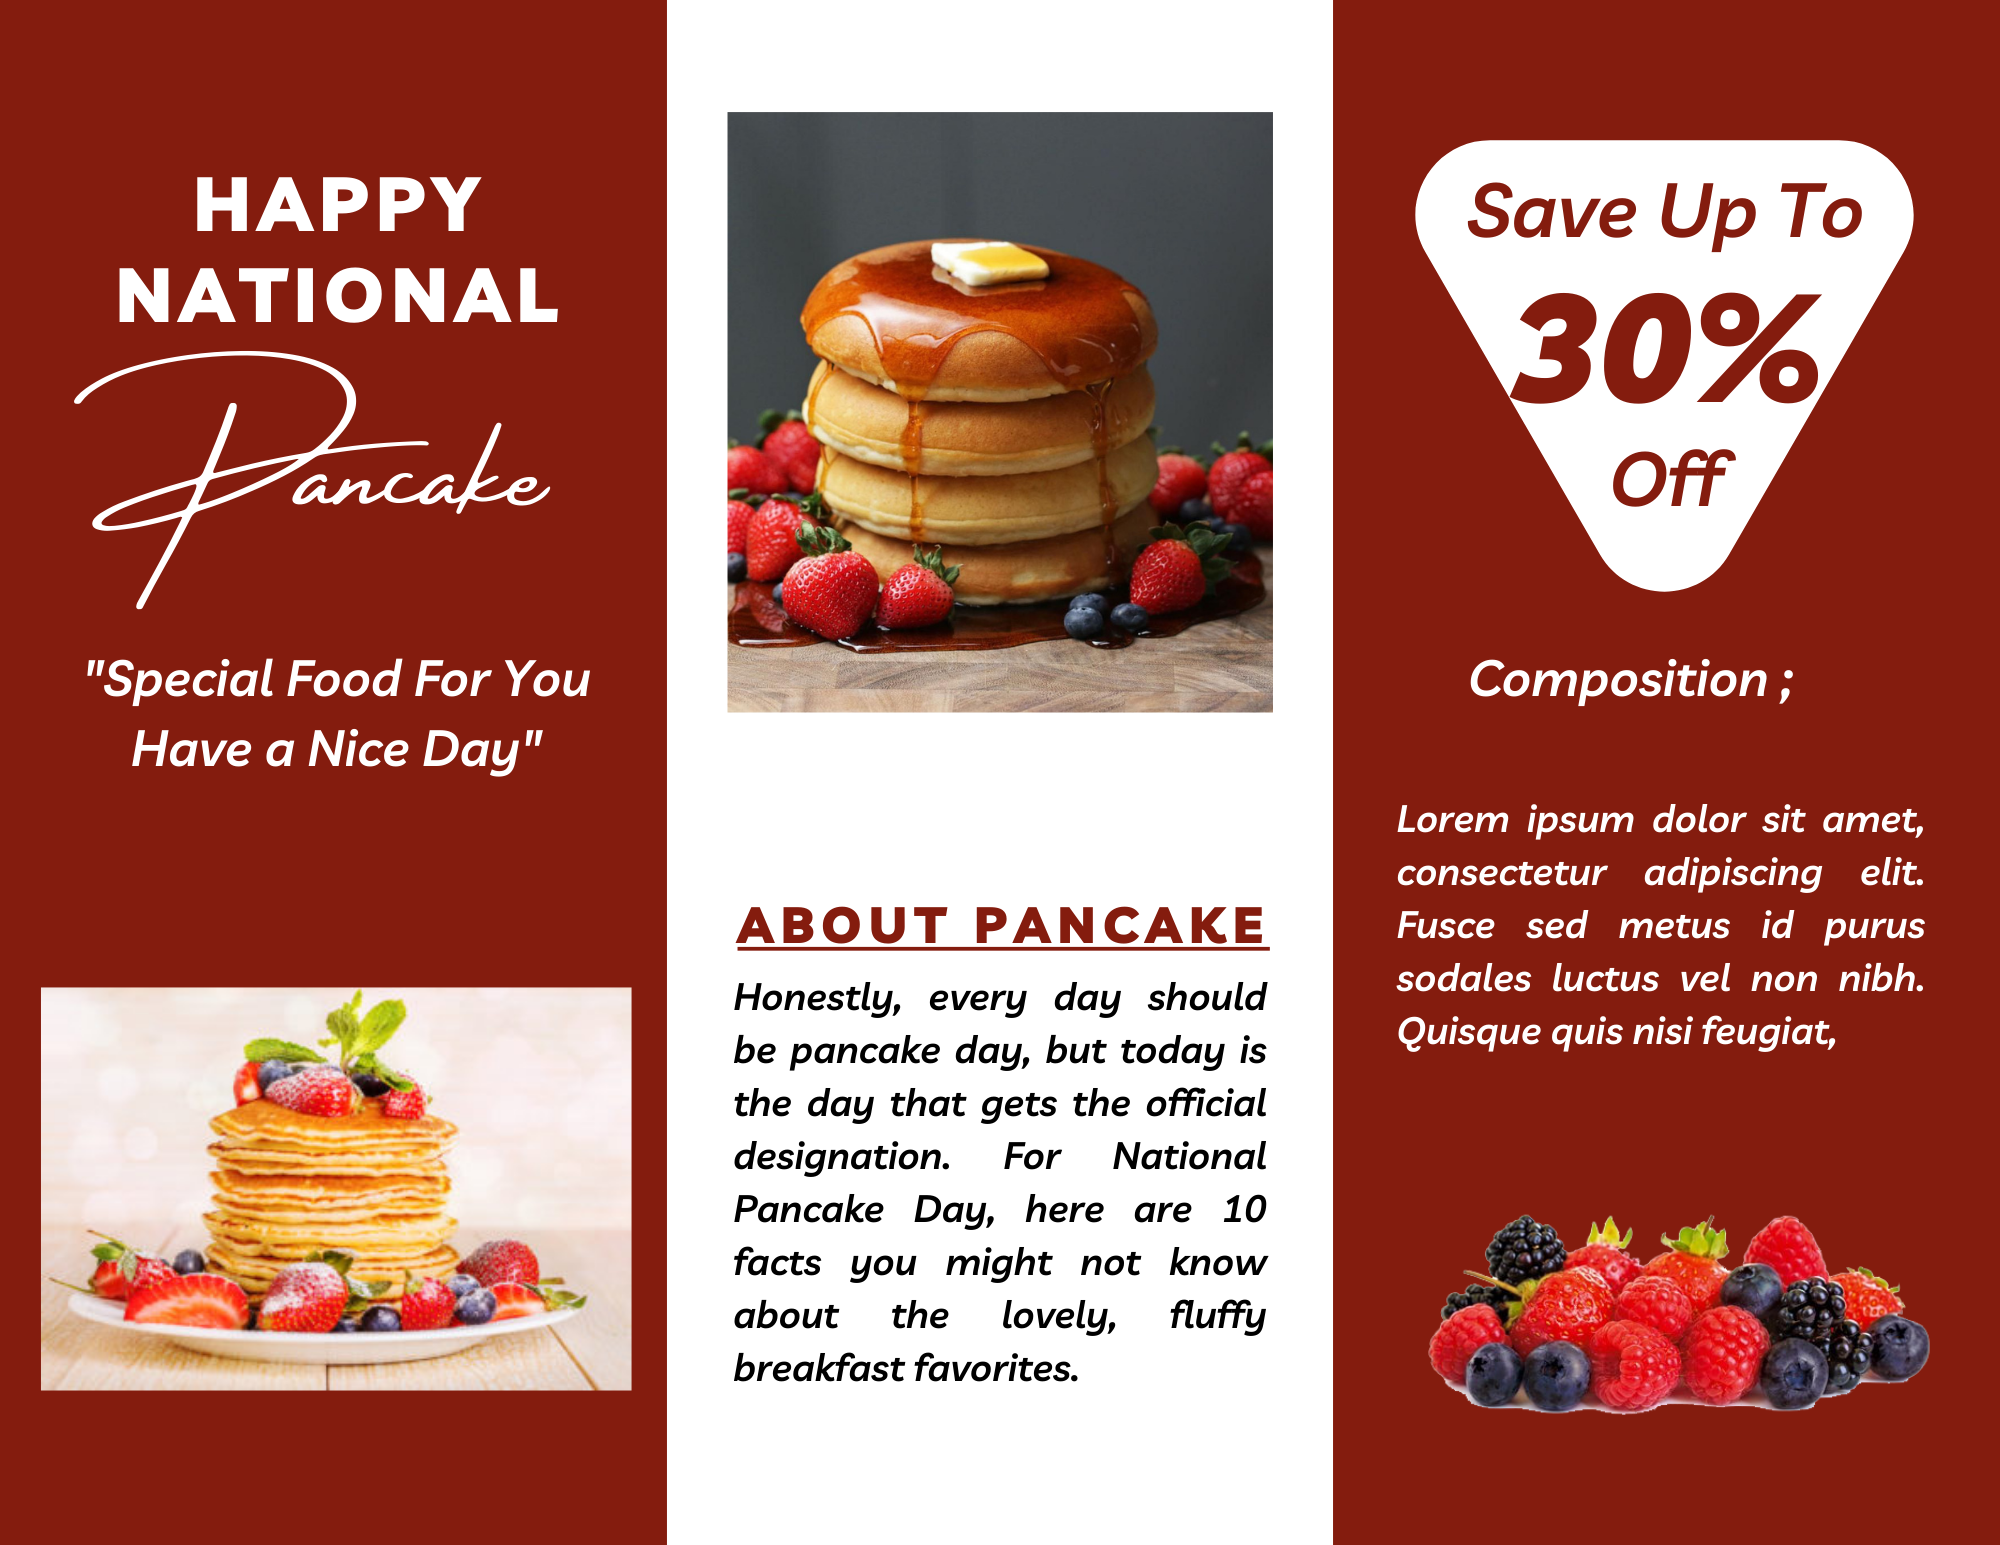 HAPPY
NATIONAL
Pancake
"Special Food For You
Have a Nice Day"
ABOUT PANCAKE
Honestly, every day should
be pancake day, but today is
the day that gets the official
designation. For National
Pancake Day, here are 10
facts you might not know
about the lovely, fluffy
breakfast favorites.
Save Up To
30%
Off
Composition ;
Lorem ipsum dolor sit amet,
consectetur adipiscing elit.
Fusce sed metus id purus
sodales luctus vel non nibh.
Quisque quis nisi feugiat,